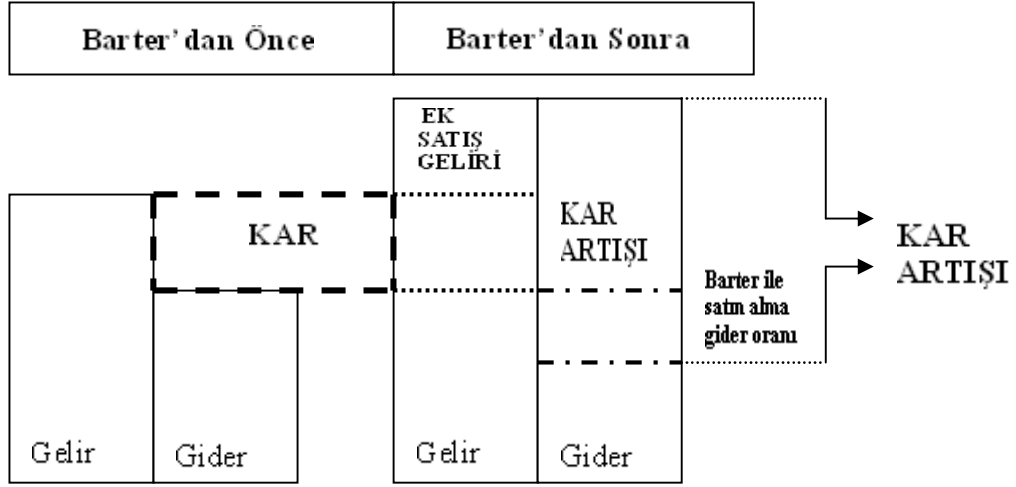 Barter'dan Önce
Barter'dan Sonra
EK
SATIŞ
GELİRİ
KAR
KAR
ARTIŞI
KAR
ARTIŞI
Barter ile
satın alma
gider oranı
Gelir
Gider
Gelir
Gider